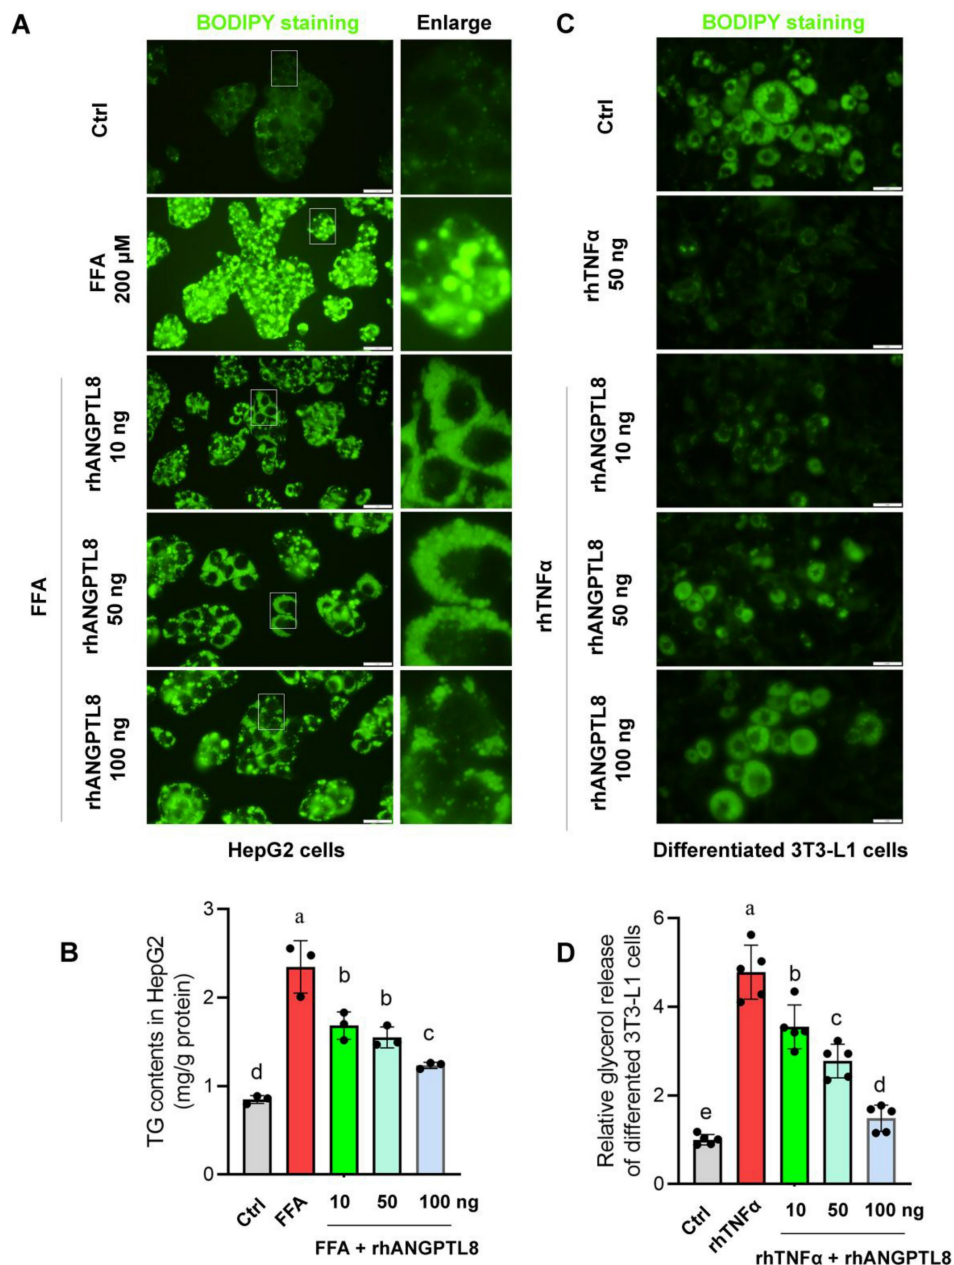 A
BODIPY staining
Enlarge
Ctrl
FFA
200 μM
rhANGPTL8
10 ng
rhANGPTL8
50 ng
rhANGPTL8
100 ng
FFA
HepG2 cells
C
BODIPY staining
Ctrl
rhTNFα
50 ng
rhANGPTL8
10 ng
rhANGPTL8
50 ng
rhANGPTL8
100 ng
rhTNFα
Differentiated 3T3-L1 cells
B
TG contents in HepG2
(mg/g protein)
3
2
1
0
d
a
b
b
c
Ctrl
FFA
10 50 100 ng
FFA + rhANGPTL8
D
Relative glycerol release
of differented 3T3-L1 cells
6
4
2
0
e
a
b
c
d
Ctrl
rhTNFα
10 50 100 ng
rhTNFα + rhANGPTL8